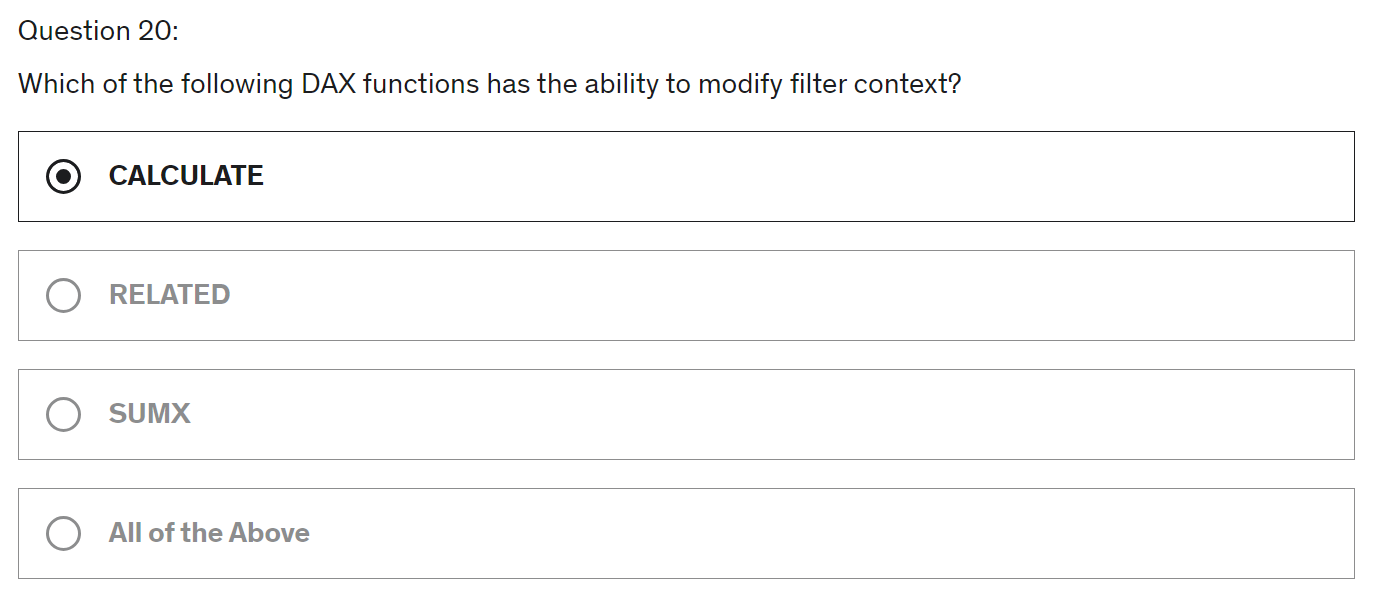 Question 20:
Which of the following DAX functions has the ability to modify filter context?
CALCULATE
RELATED
SUMX
All of the Above